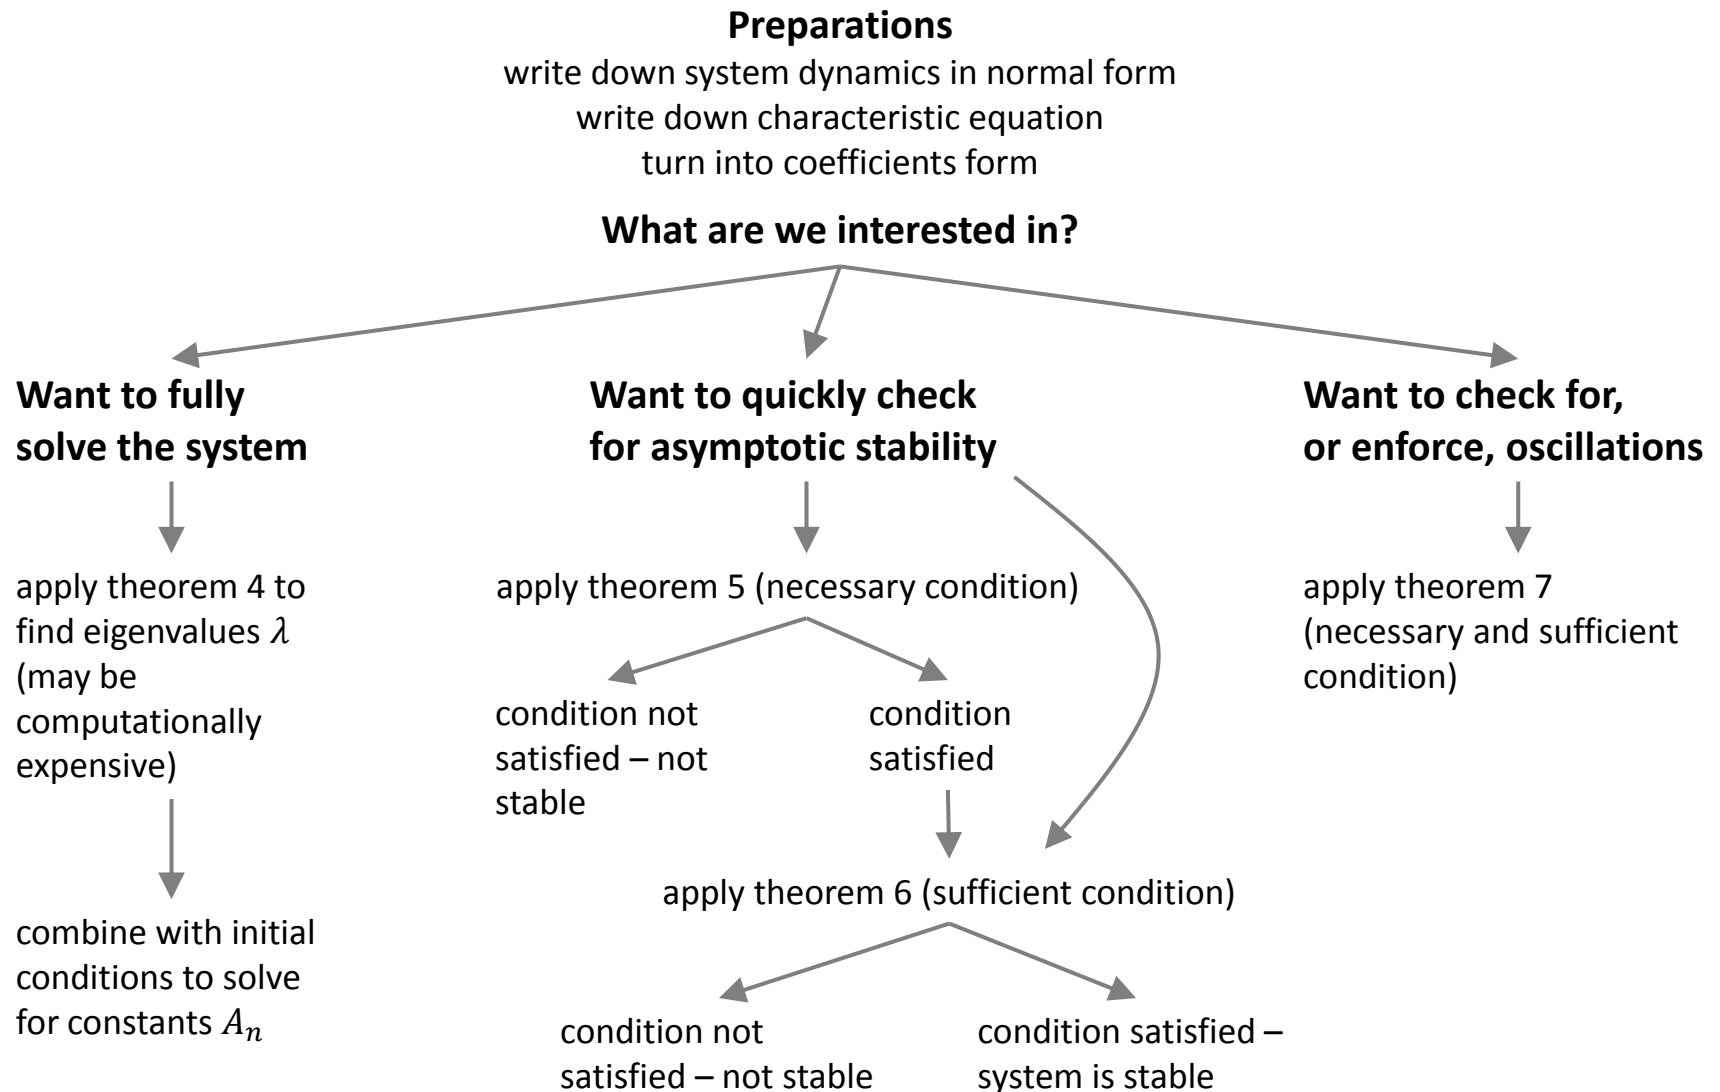 Preparations
write down system dynamics in normal form
write down characteristic equation
turn into coefficients form
What are we interested in?
Want to fully
solve the system
apply theorem 4 to
find eigenvalues λ
(may be
computationally
expensive)
combine with initial
conditions to solve
for constants Aₙ
Want to quickly check
for asymptotic stability
apply theorem 5 (necessary condition)
condition not
satisfied – not
stable
condition
satisfied
apply theorem 6 (sufficient condition)
condition not
satisfied – not stable
condition satisfied –
system is stable
Want to check for,
or enforce, oscillations
apply theorem 7
(necessary and sufficient
condition)